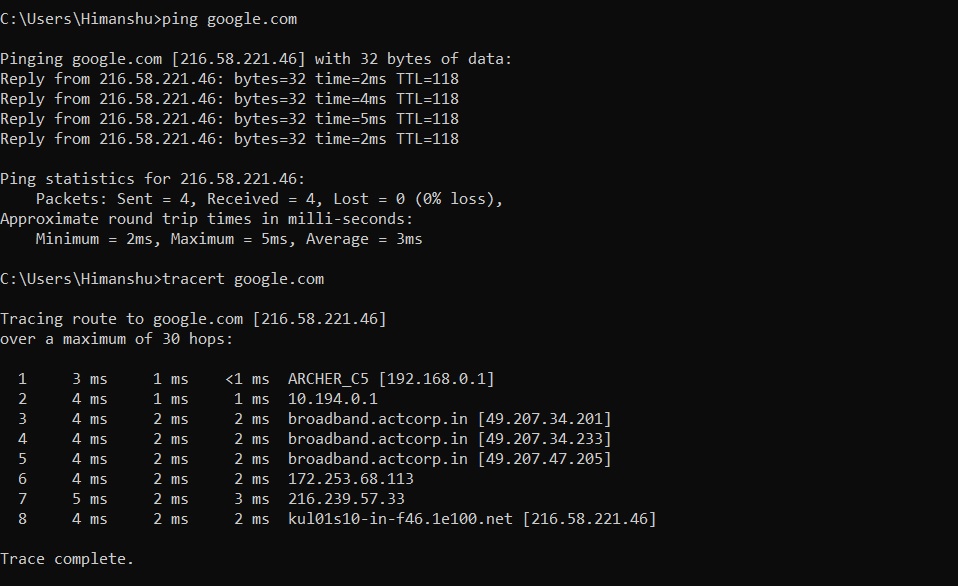 C:\Users\Himanshu>ping google.com
Pinging google.com [216.58.221.46] with 32 bytes of data:
Reply from 216.58.221.46: bytes=32 time=2ms TTL=118
Reply from 216.58.221.46: bytes=32 time=4ms TTL=118
Reply from 216.58.221.46: bytes=32 time=5ms TTL=118
Reply from 216.58.221.46: bytes=32 time=2ms TTL=118
Ping statistics for 216.58.221.46:
    Packets: Sent = 4, Received = 4, Lost = 0 (0% loss),
Approximate round trip times in milli-seconds:
    Minimum = 2ms, Maximum = 5ms, Average = 3ms
C:\Users\Himanshu>tracert google.com
Tracing route to google.com [216.58.221.46]
over a maximum of 30 hops:
  1     3 ms     1 ms    <1 ms  ARCHER_C5 [192.168.0.1]
  2     4 ms     1 ms     1 ms  10.194.0.1
  3     4 ms     2 ms     2 ms  broadband.actcorp.in [49.207.34.201]
  4     4 ms     2 ms     2 ms  broadband.actcorp.in [49.207.34.233]
  5     4 ms     2 ms     2 ms  broadband.actcorp.in [49.207.47.205]
  6     4 ms     2 ms     2 ms  172.253.68.113
  7     5 ms     2 ms     3 ms  216.239.57.33
  8     4 ms     2 ms     2 ms  kul01s10-in-f46.1e100.net [216.58.221.46]
Trace complete.